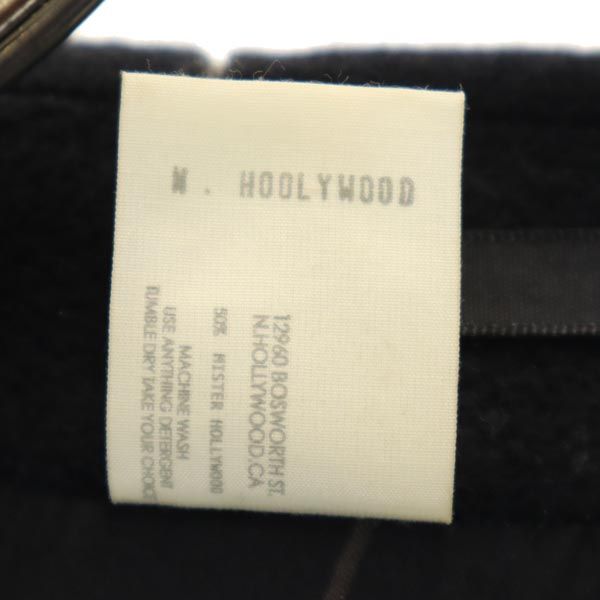 N. HOOLYWOOD
12960 BOSWORTH ST.
N.HOLLYWOOD,CA
50% MISTER HOLLYWOOD
MACHINE WASH
USE ANYTHING DETERGENT
TUMBLE DRY TAKE YOUR CHOICE